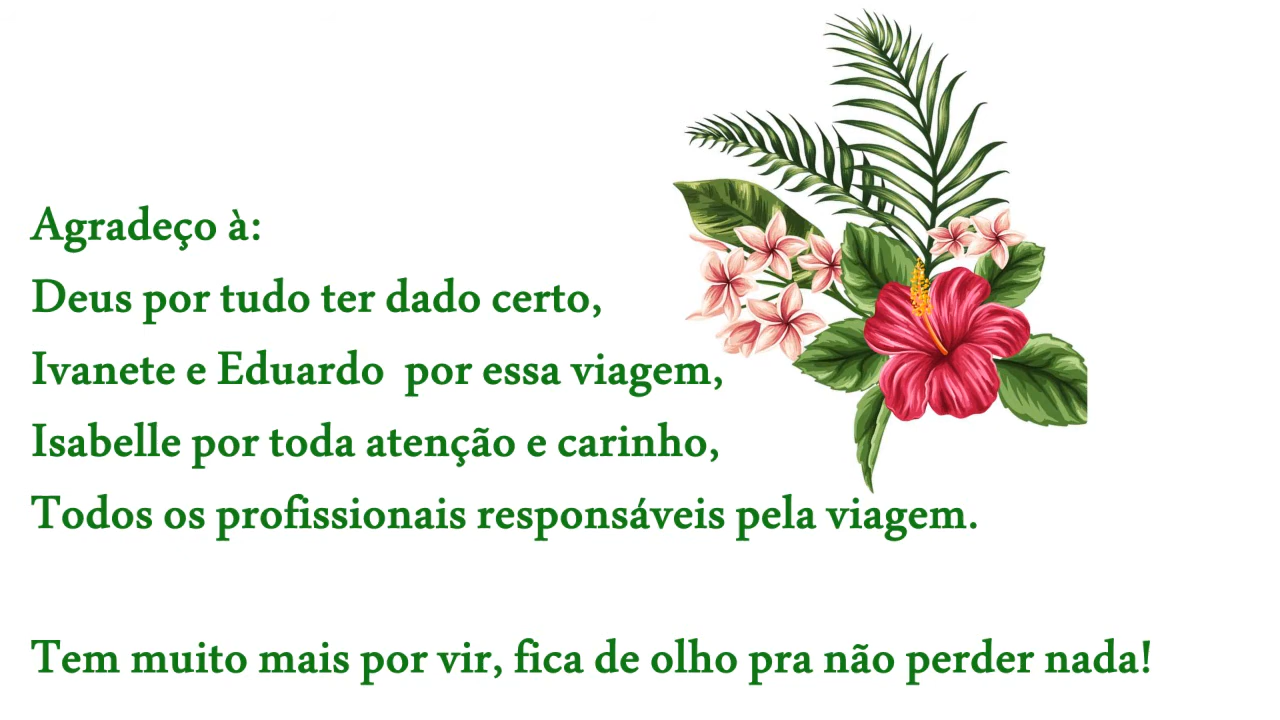 Agradeço à:
Deus por tudo ter dado certo,
Ivanete e Eduardo  por essa viagem,
Isabelle por toda atenção e carinho,
Todos os profissionais responsáveis pela viagem.
Tem muito mais por vir, fica de olho pra não perder nada!